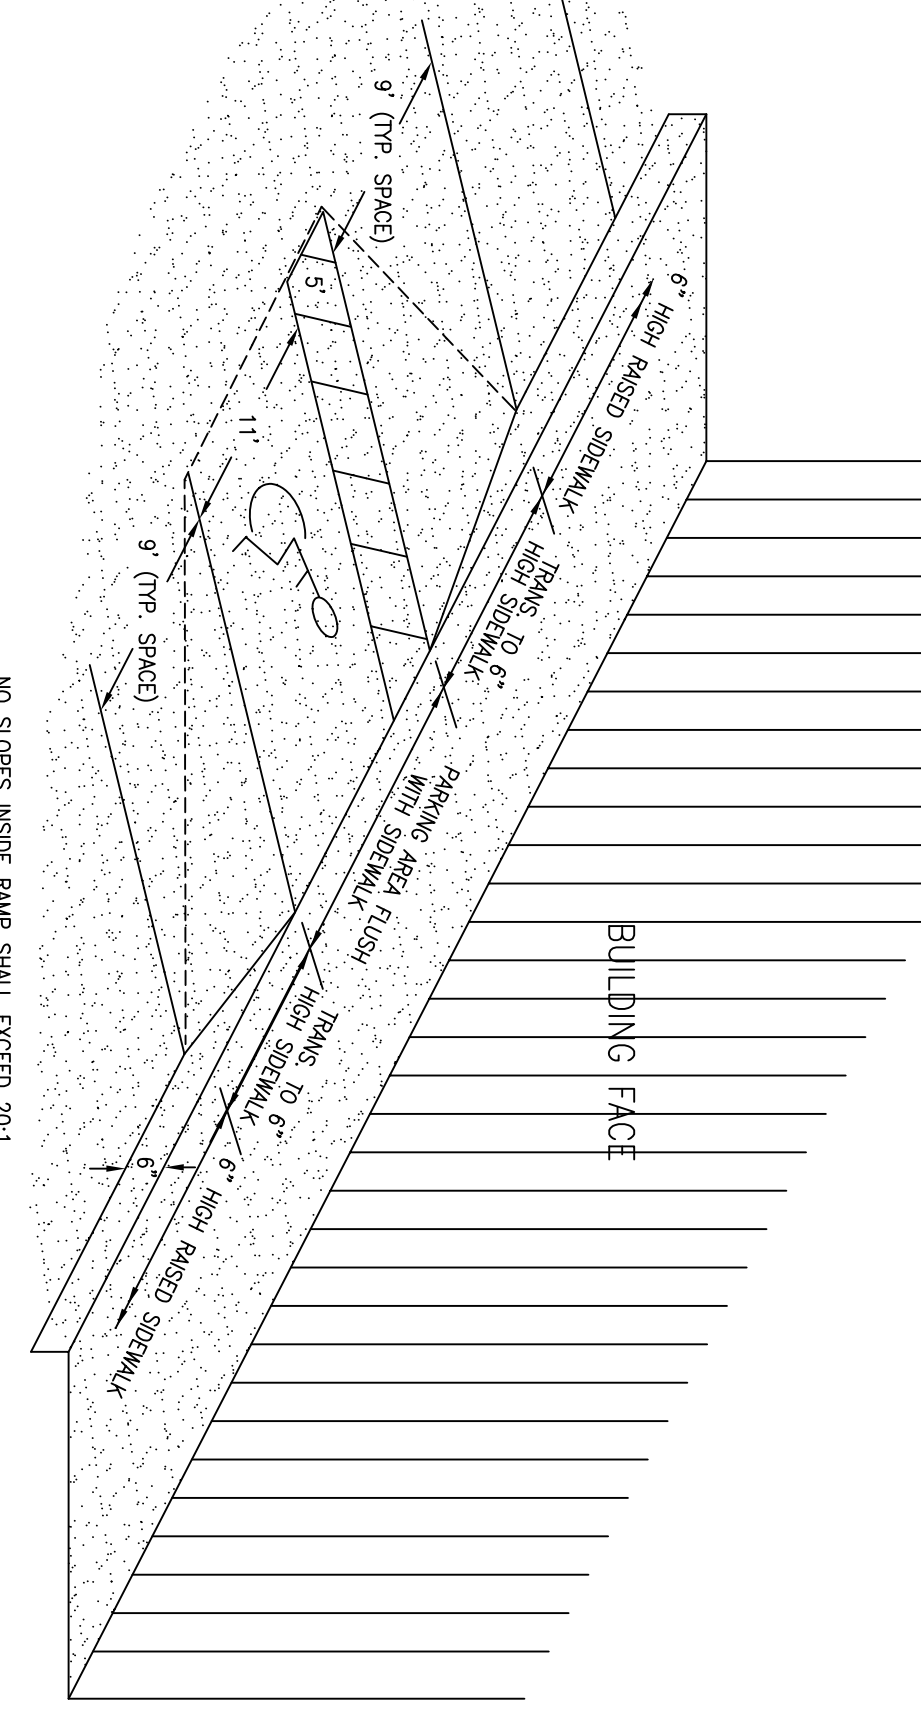 BUILDING FACE
6" HIGH RAISED SIDEWALK
TRANS. TO 6"
HIGH SIDEWALK
PARKING AREA FLUSH
WITH SIDEWALK
TRANS. TO 6"
HIGH SIDEWALK
6" HIGH RAISED SIDEWALK
6"
9' (TYP. SPACE)
5'
11'
9' (TYP. SPACE)
NO SLOPES INSIDE RAMP SHALL EXCEED 20:1